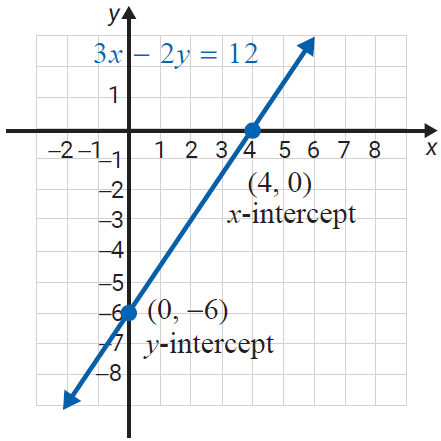 y
3x − 2y = 12
1
−2 −1 1 2 3 4 5 6 7 8 x
−1
−2
(4, 0)
−3
x-intercept
−4
−5
−6
(0, −6)
−7
y-intercept
−8